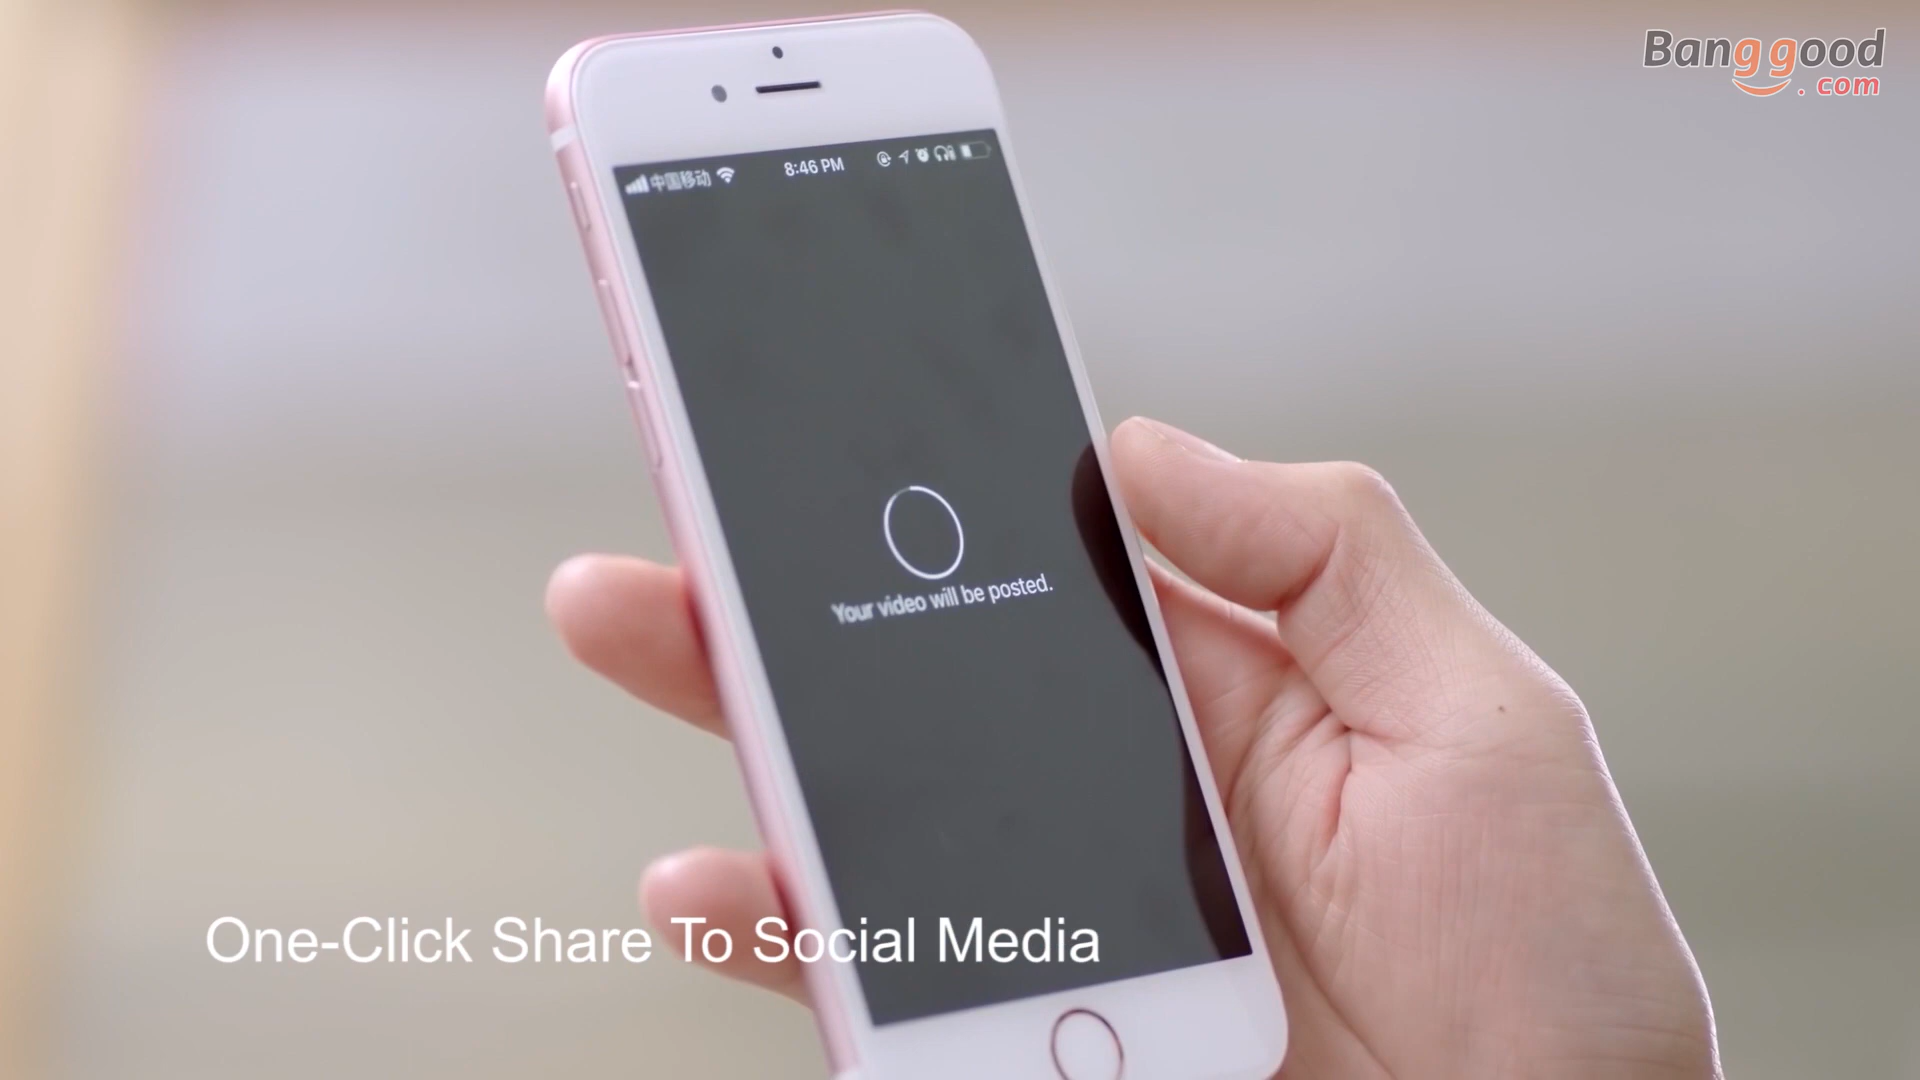 Banggood
.com
中国移动 8:46 PM
Your video will be posted.
One-Click Share To Social Media